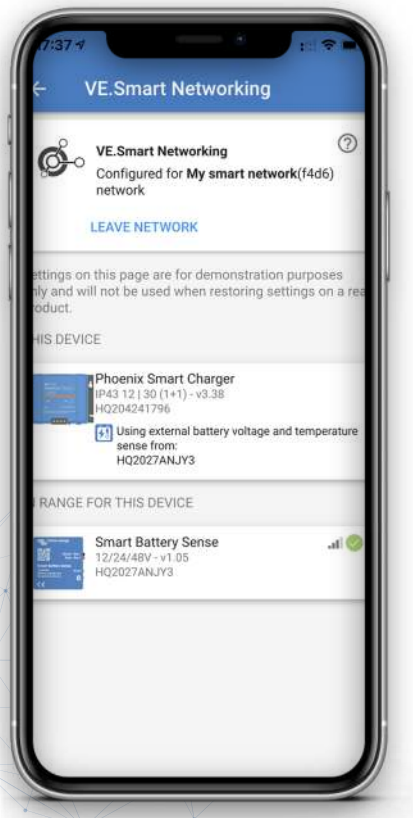 7:37
VE.Smart Networking
VE.Smart Networking
Configured for My smart network(f4d6)
network
LEAVE NETWORK
ettings on this page are for demonstration purposes
nly and will not be used when restoring settings on a rea
roduct.
HIS DEVICE
Phoenix Smart Charger
IP43 12 | 30 (1+1) - v3.38
HQ204241796
Using external battery voltage and temperature
sense from:
HQ2027ANJY3
RANGE FOR THIS DEVICE
Smart Battery Sense
12/24/48V - v1.05
HQ2027ANJY3